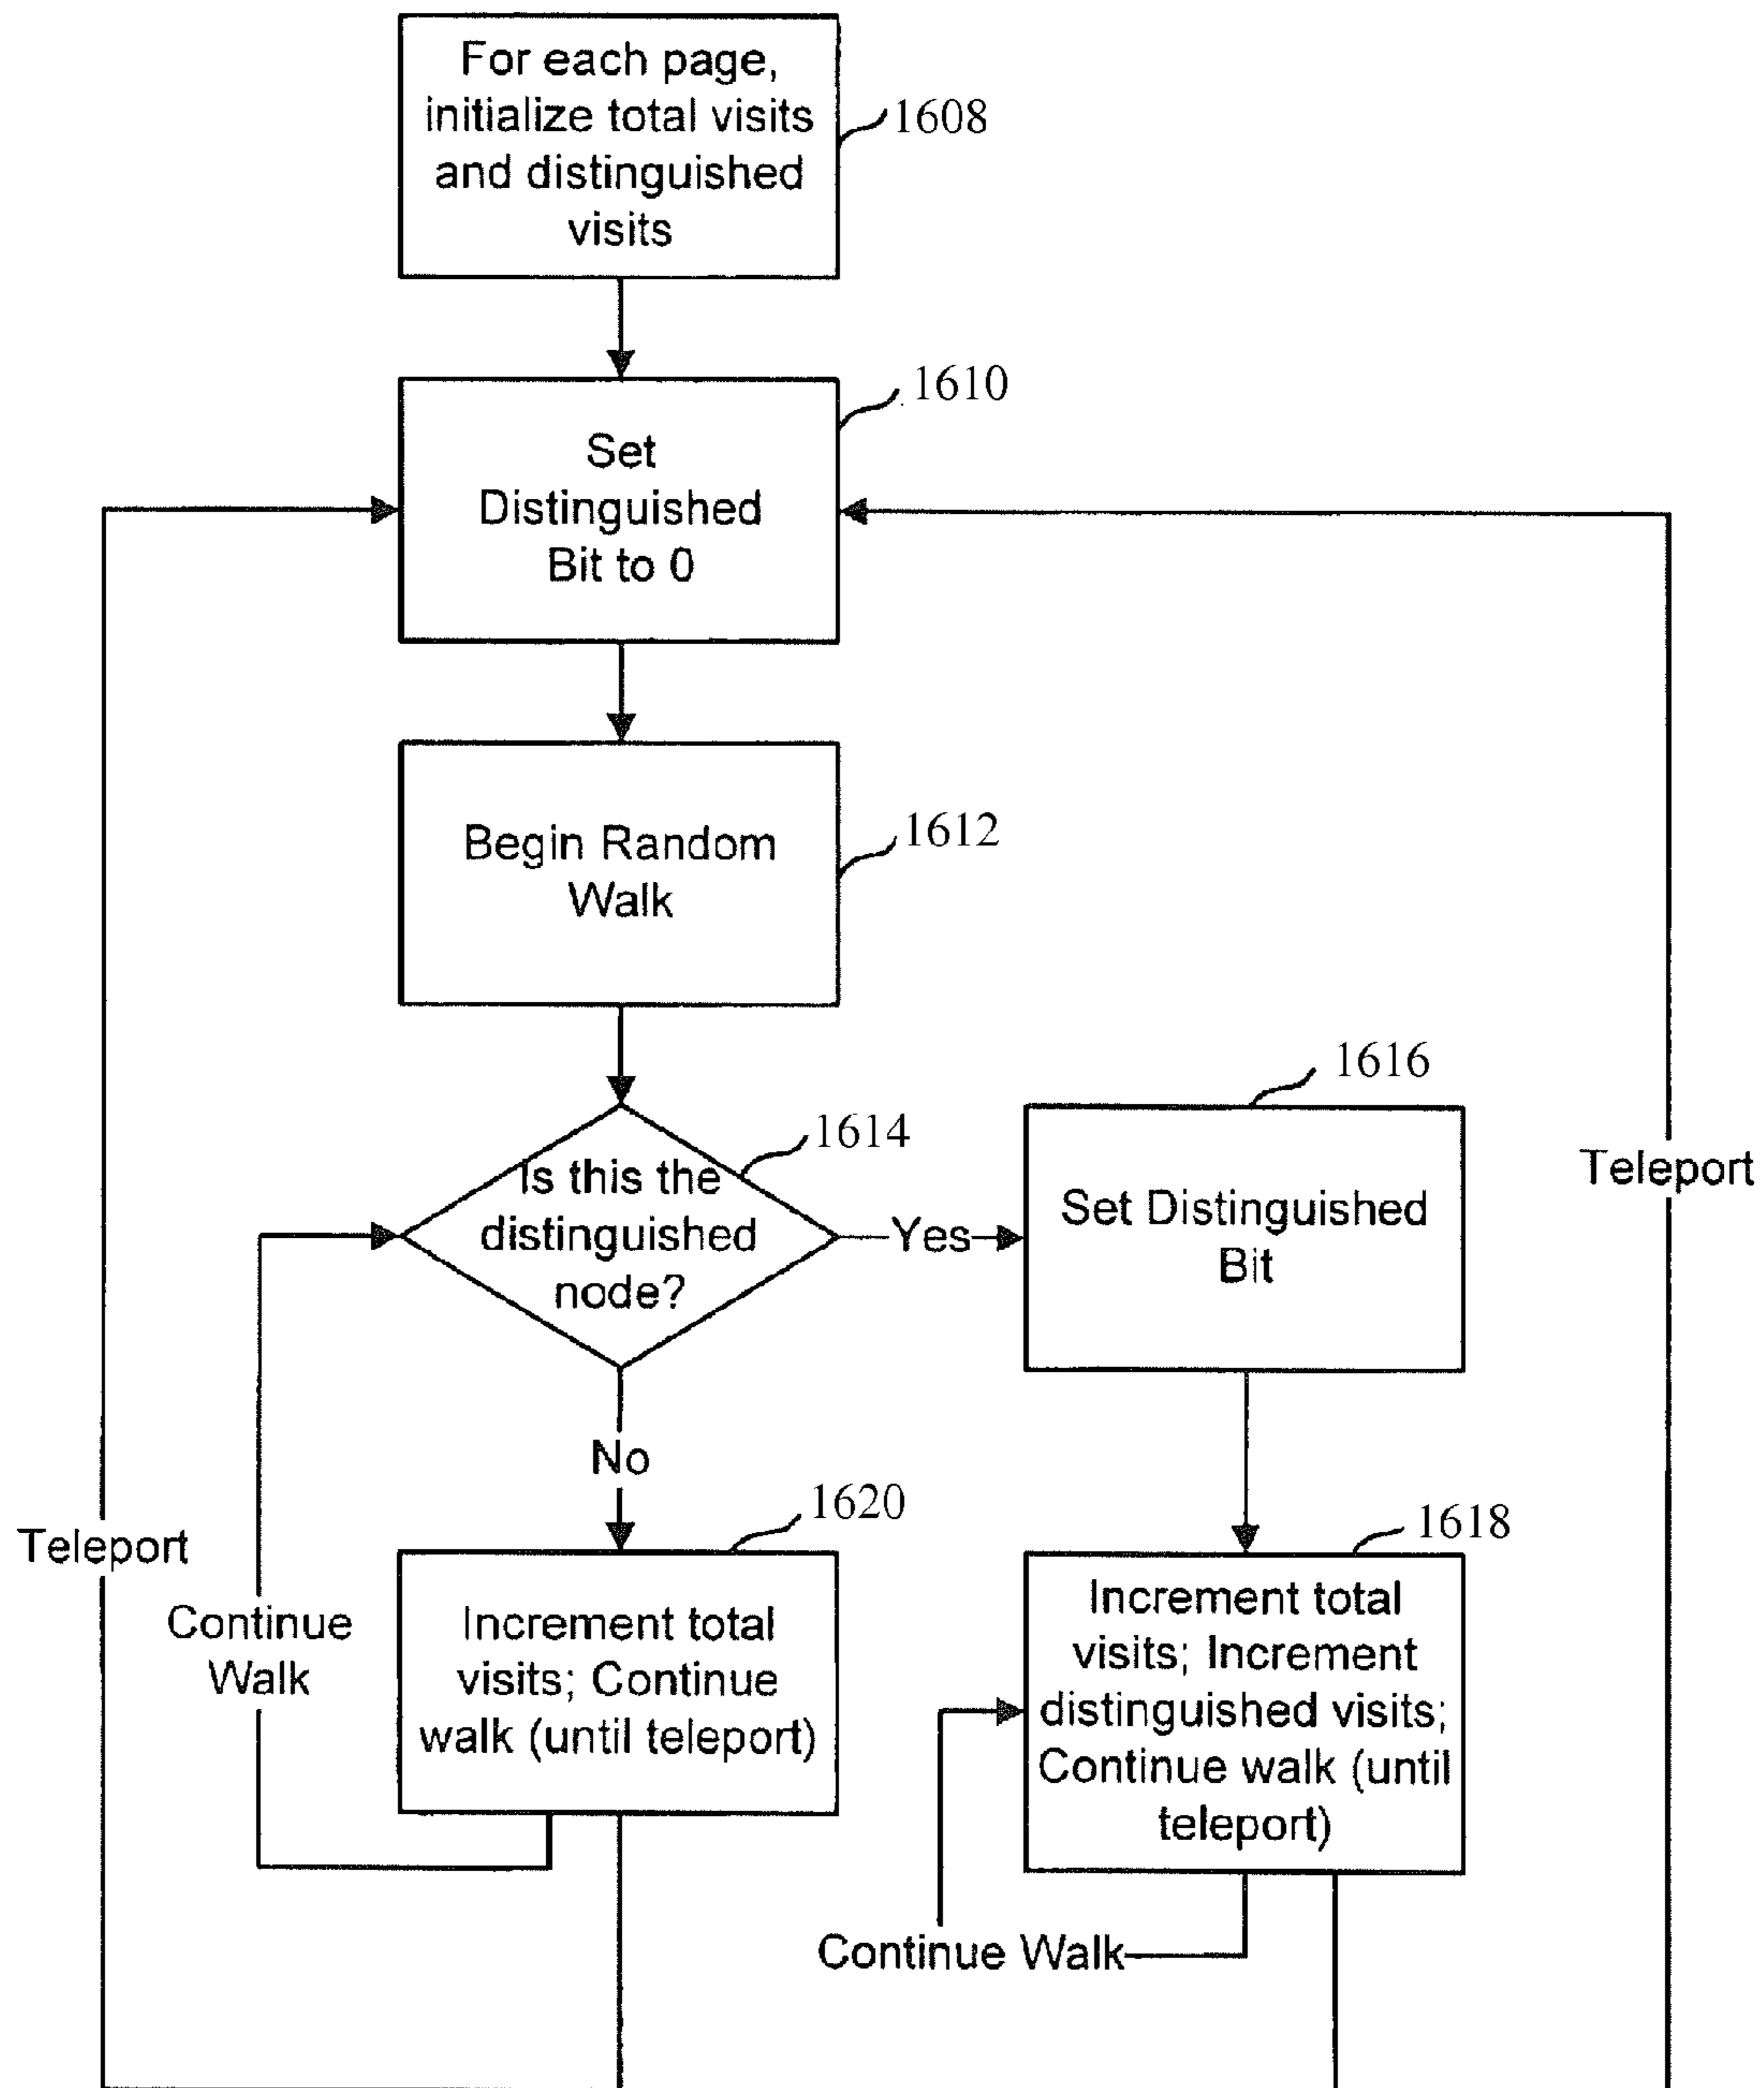 For each page,
initialize total visits
and distinguished
visits
1608
1610
Set
Distinguished
Bit to 0
Begin Random
Walk
1612
1616
1614
Is this the
distinguished
node?
Yes
Set Distinguished
Bit
Teleport
No
1620
1618
Teleport
Continue
Walk
Increment total
visits; Continue
walk (until teleport)
Increment total
visits; Increment
distinguished visits;
Continue walk (until
teleport)
Continue Walk